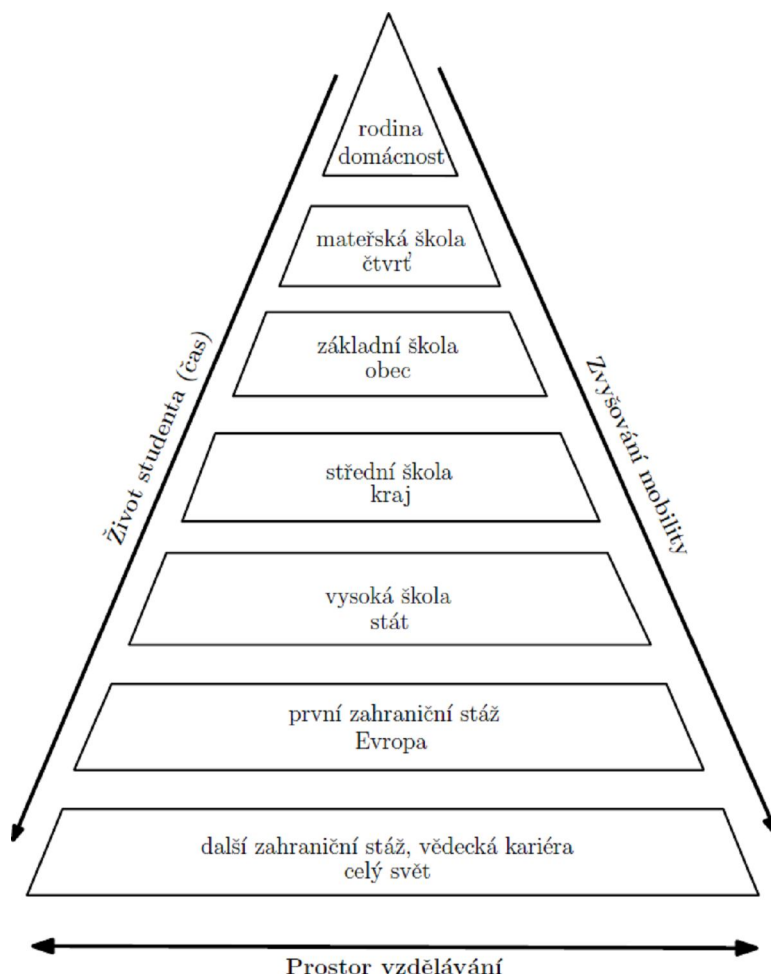 rodina
domácnost
mateřská škola
čtvrť
základní škola
obec
střední škola
kraj
vysoká škola
stát
první zahraniční stáž
Evropa
další zahraniční stáž, vědecká kariéra
celý svět
Život studenta (čas)
Zvyšování mobility
Prostor vzdělávání